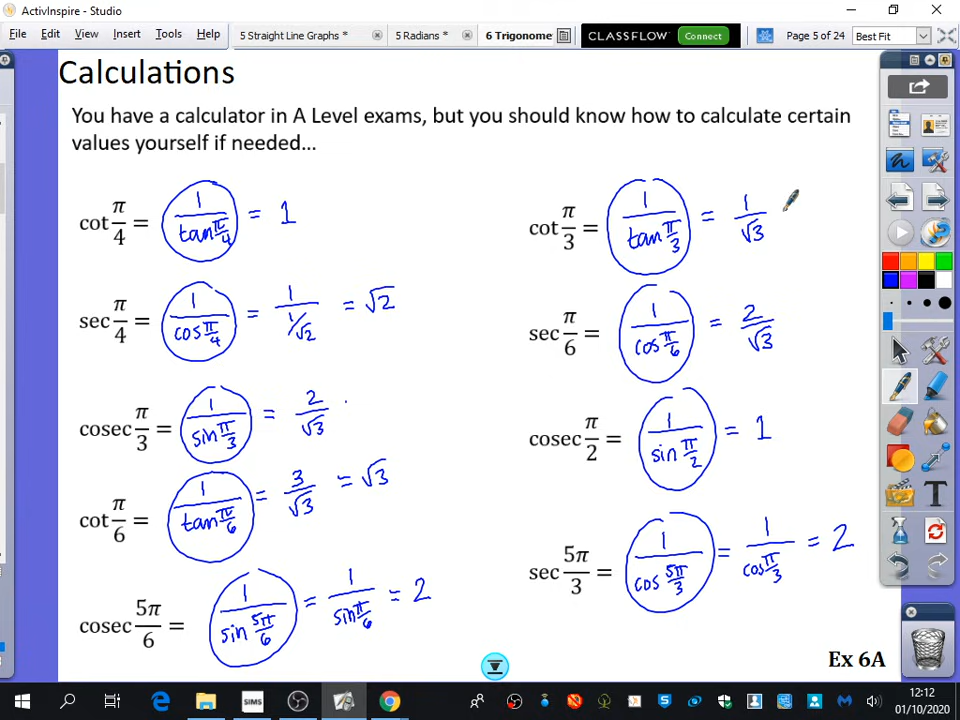 ActivInspire - Studio
File Edit View Insert Tools Help
5 Straight Line Graphs * 5 Radians * 6 Trigonome CLASSFLOW Connect Page 5 of 24 Best Fit
Calculations
You have a calculator in A Level exams, but you should know how to calculate certain
values yourself if needed...
cot π/4 = 1/tan π/4 = 1
sec π/4 = 1/cos π/4 = 1/(1/√2) = √2
cosec π/3 = 1/sin π/3 = 2/√3
cot π/6 = 1/tan π/6 = 3/√3 = √3
cosec 5π/6 = 1/sin 5π/6 = 1/sin π/6 = 2
cot π/3 = 1/tan π/3 = 1/√3
sec π/6 = 1/cos π/6 = 2/√3
cosec π/2 = 1/sin π/2 = 1
sec 5π/3 = 1/cos 5π/3 = 1/cos π/3 = 2
Ex 6A
T
SIMS
12:12
01/10/2020